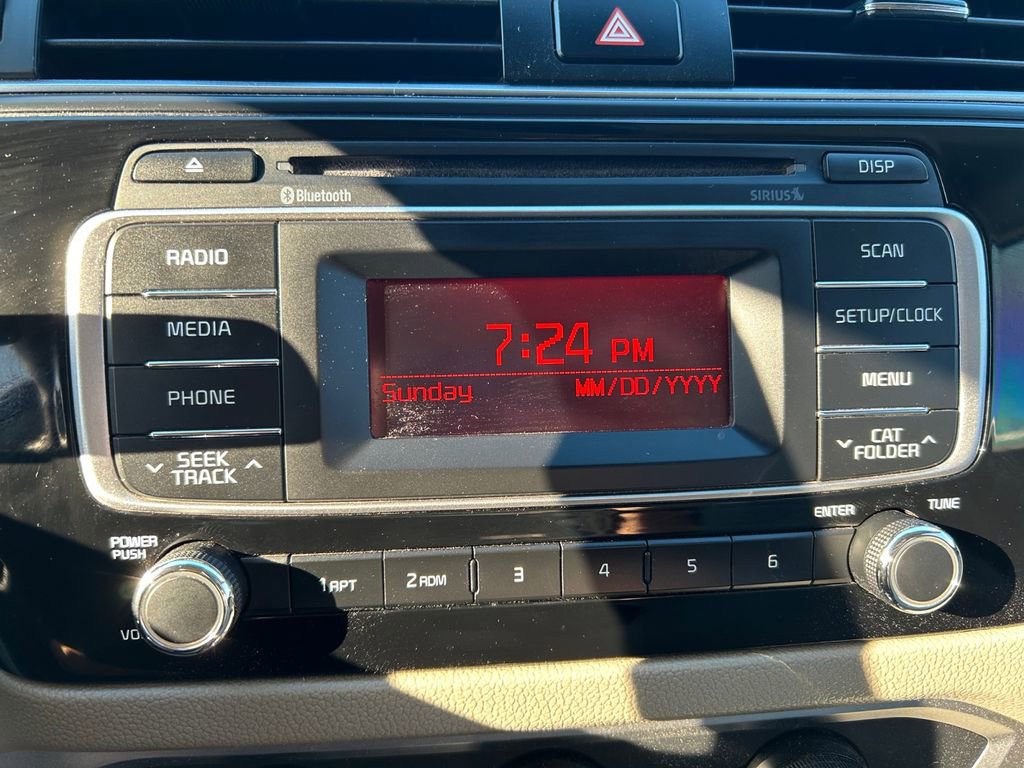 DISP
Bluetooth
SIRIUS
RADIO
MEDIA
PHONE
SEEK
TRACK
7:24 PM
Sunday MM/DD/YYYY
SCAN
SETUP/CLOCK
MENU
CAT
FOLDER
POWER
PUSH
VO
1 RPT
2 RDM
3
4
5
6
ENTER
TUNE